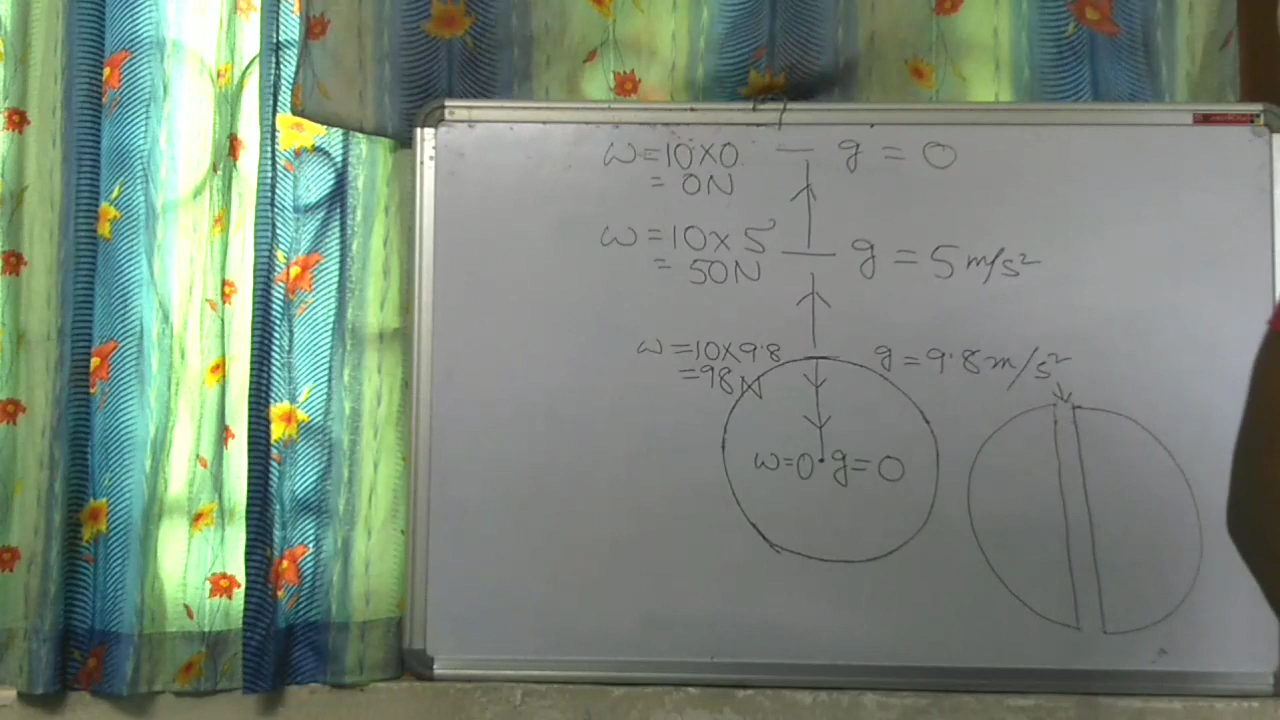 ω = 10 × 0 g = 0
= 0N
ω = 10 × 5 g = 5 m/s²
= 50N
ω = 10 × 9.8 g = 9.8 m/s²
= 98N
ω = 0 g = 0